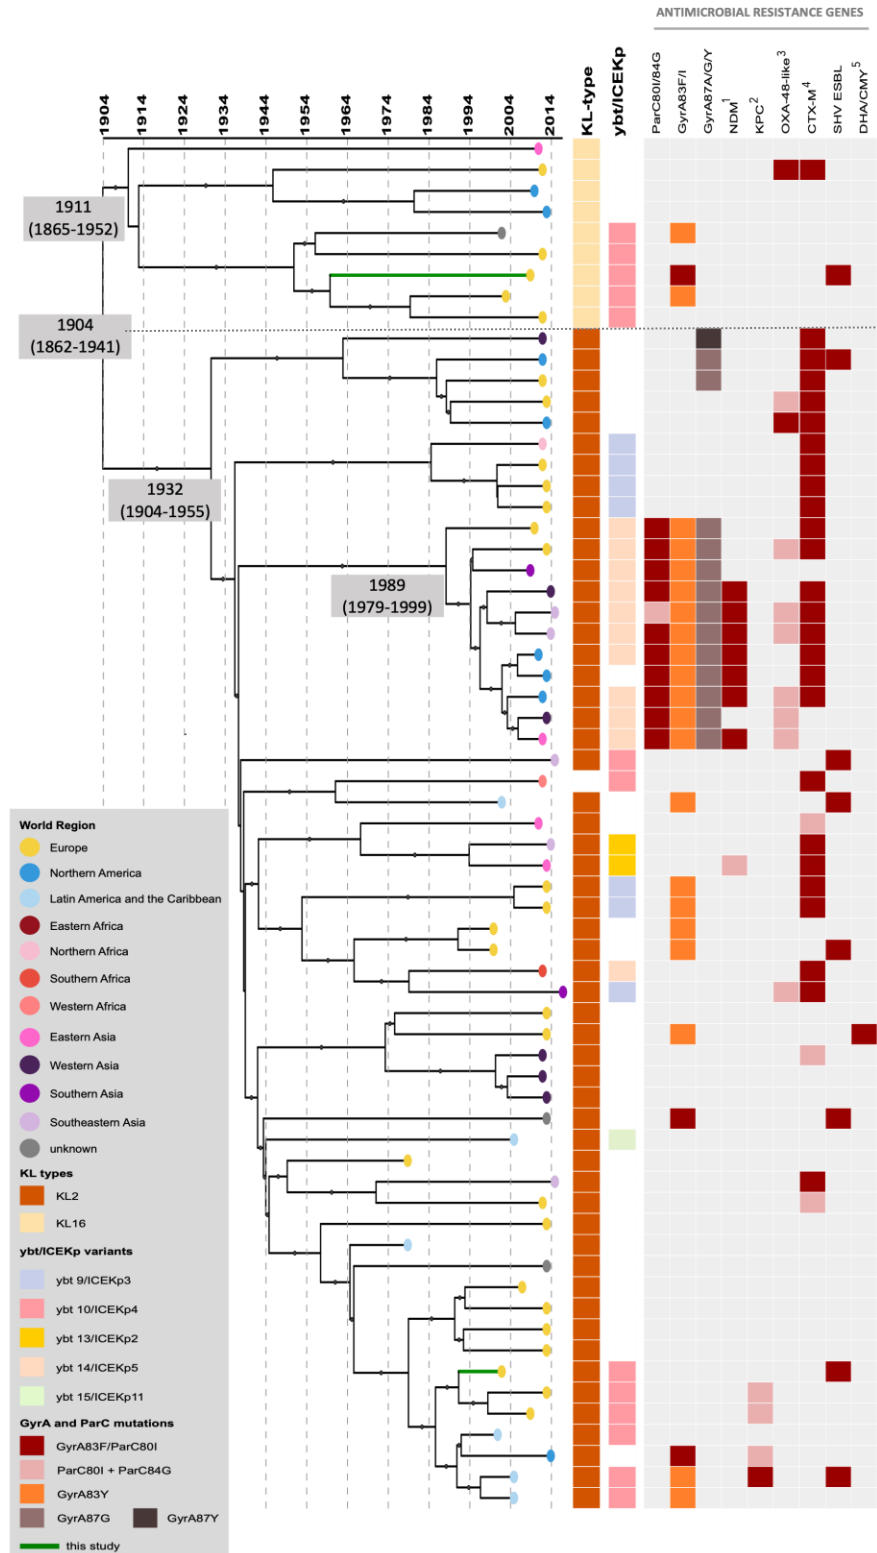 ANTIMICROBIAL RESISTANCE GENES
1904
1914
1924
1934
1944
1954
1964
1974
1984
1994
2004
2014
KL-type
ybt/ICEKp
ParC80I/84G
GyrA83F/I
GyrA87A/G/Y
NDM¹
KPC²
OXA-48-like³
CTX-M⁴
SHV ESBL
DHA/CMY⁵
1911
(1865-1952)
1904
(1862-1941)
1932
(1904-1955)
1989
(1979-1999)
World Region
Europe
Northern America
Latin America and the Caribbean
Eastern Africa
Northern Africa
Southern Africa
Western Africa
Eastern Asia
Western Asia
Southern Asia
Southeastern Asia
unknown
KL types
KL2
KL16
ybt/ICEKp variants
ybt 9/ICEKp3
ybt 10/ICEKp4
ybt 13/ICEKp2
ybt 14/ICEKp5
ybt 15/ICEKp11
GyrA and ParC mutations
GyrA83F/ParC80I
ParC80I + ParC84G
GyrA83Y
GyrA87G GyrA87Y
this study